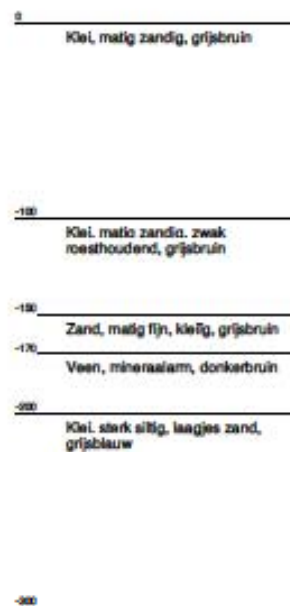 0
Klei, matig zandig, grijsbruin
-100
Klei, matig zandig, zwak
roesthoudend, grijsbruin
-150
Zand, matig fijn, kleiïg, grijsbruin
-170
Veen, mineraalarm, donkerbruin
-200
Klei, sterk siltig, laagjes zand,
grijsblauw
-300